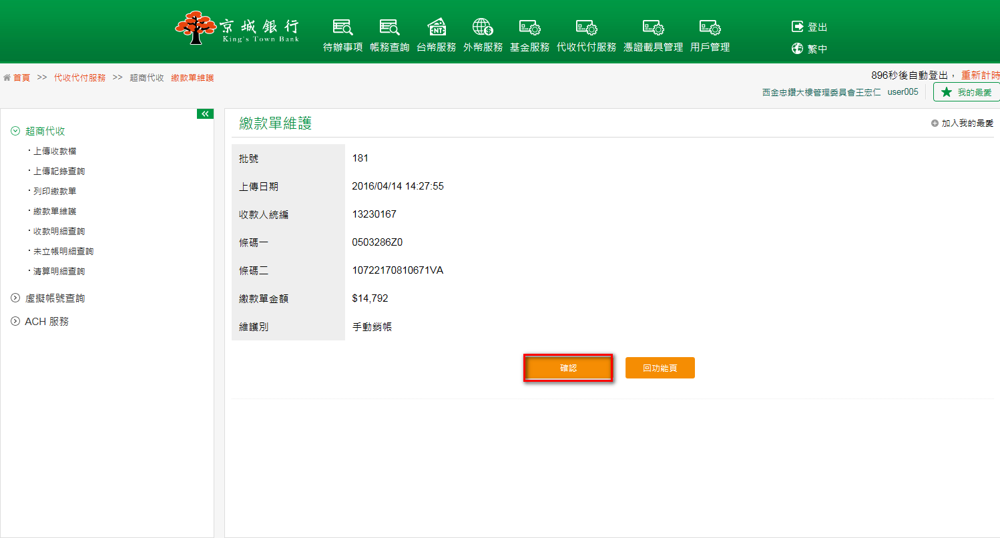 京城銀行
King's Town Bank
待辦事項 帳務查詢 台幣服務 外幣服務 基金服務 代收代付服務 憑證載具管理 用戶管理
NT
$
登出
繁中
首頁 >> 代收代付服務 >> 超商代收 繳款單維護
896秒後自動登出， 重新計時
西金忠鑽大樓管理委員會王宏仁 user005
我的最愛
超商代收
‧上傳收款檔
‧上傳記錄查詢
‧列印繳款單
‧繳款單維護
‧收款明細查詢
‧未立帳明細查詢
‧清算明細查詢
虛擬帳號查詢
ACH 服務
繳款單維護
加入我的最愛
批號 181
上傳日期 2016/04/14 14:27:55
收款人統編 13230167
條碼一 0503286Z0
條碼二 10722170810671VA
繳款單金額 $14,792
維護別 手動銷帳
確認 回功能頁